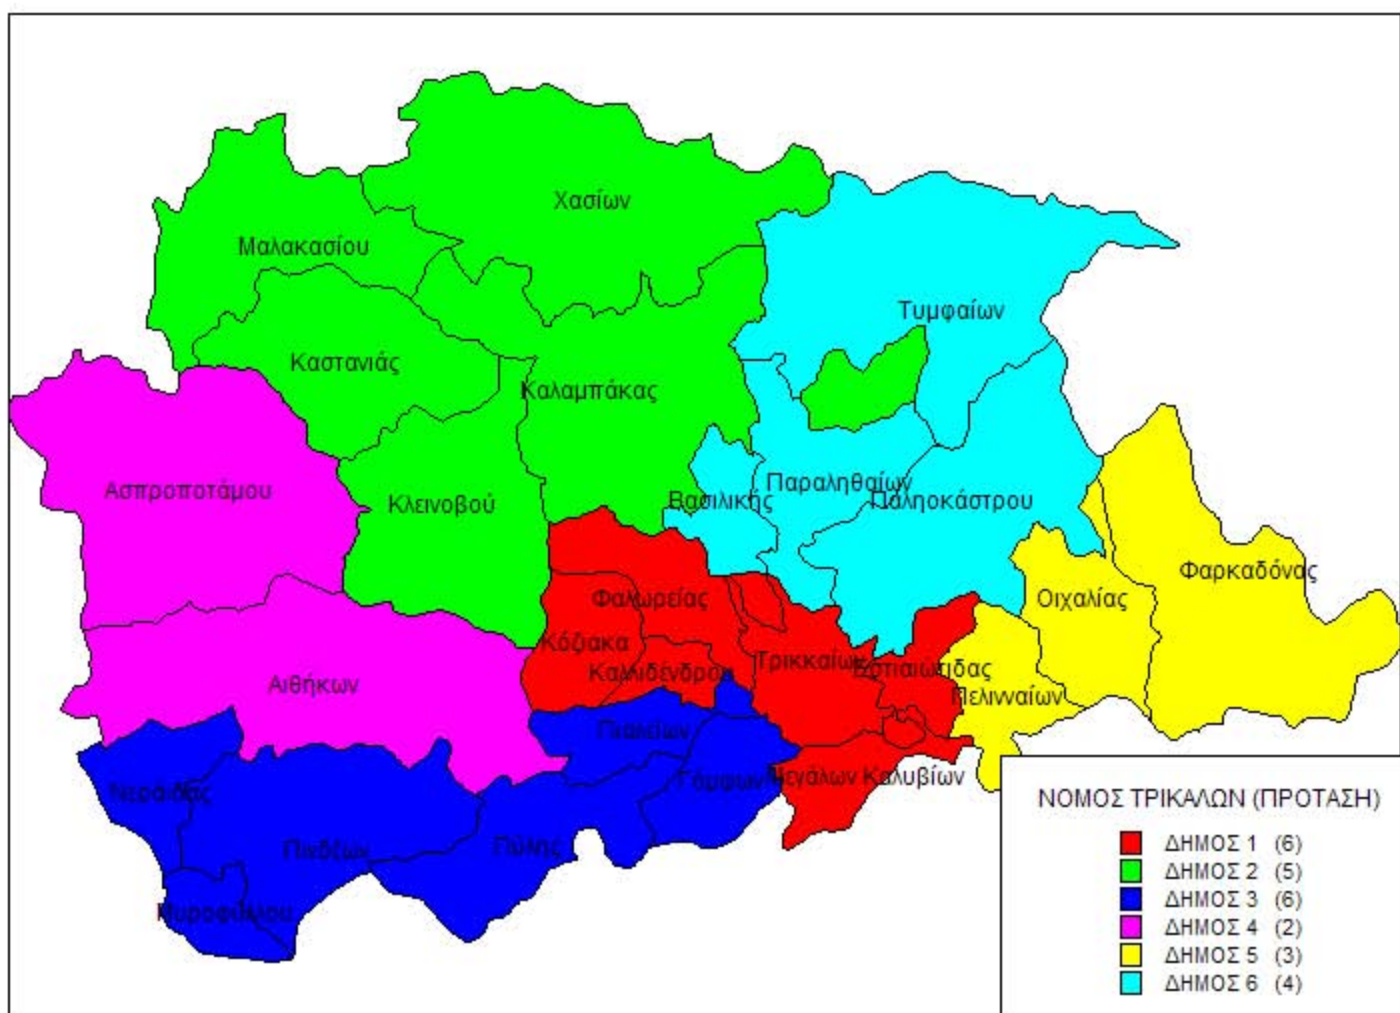 Χασίων
Μαλακασίου
Τυμφαίων
Καστανιάς
Καλαμπάκας
Ασπροποτάμου
Κλεινοβού
Βασιλικής
Παραληθαίων
Παληοκάστρου
Φαρκαδόνας
Φαλωρείας
Οιχαλίας
Κόζιακα
Καλλιδένδρου
Τρικκαίων
Εστιαιώτιδας
Αιθήκων
Πελινναίων
Πιαλείων
Γόμφων
Μεγάλων Καλυβίων
Νεράιδας
Πινδέων
Πύλης
Μυροφύλλου
ΝΟΜΟΣ ΤΡΙΚΑΛΩΝ (ΠΡΟΤΑΣΗ)
ΔΗΜΟΣ 1 (6)
ΔΗΜΟΣ 2 (5)
ΔΗΜΟΣ 3 (6)
ΔΗΜΟΣ 4 (2)
ΔΗΜΟΣ 5 (3)
ΔΗΜΟΣ 6 (4)